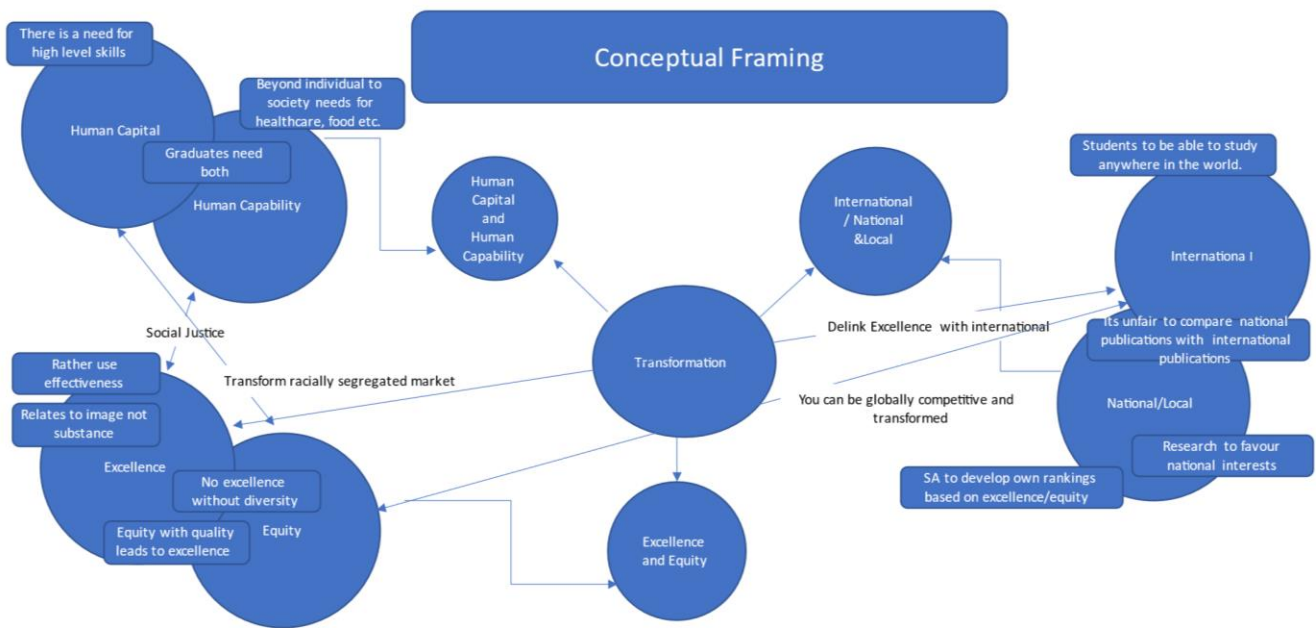 Conceptual Framing
There is a need for
high level skills
Human Capital
Beyond individual to
society needs for
healthcare, food etc.
Graduates need
both
Human Capability
Human
Capital
and
Human
Capability
International
/ National
&Local
Students to be able to study
anywhere in the world.
Internationa l
Its unfair to compare national
publications with international
publications
National/Local
Research to favour
national interests
SA to develop own rankings
based on excellence/equity
Social Justice
Transform racially segregated market
Transformation
Delink Excellence with international
You can be globally competitive and
transformed
Rather use
effectiveness
Relates to image not
substance
Excellence
No excellence
without diversity
Equity with quality
leads to excellence
Equity
Excellence
and Equity